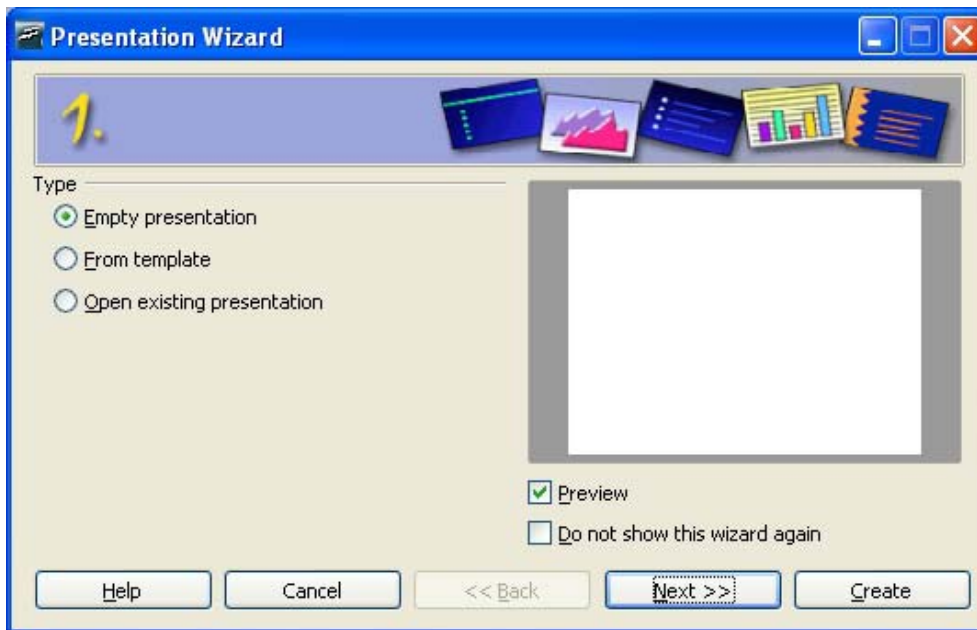 Presentation Wizard
1.
Type
Empty presentation
From template
Open existing presentation
Preview
Do not show this wizard again
Help
Cancel
<< Back
Next >>
Create